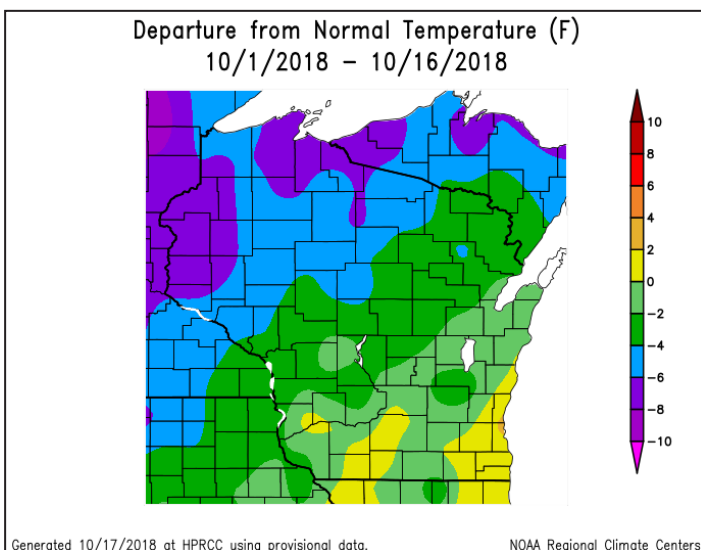 Departure from Normal Temperature (F)
10/1/2018 – 10/16/2018
10
8
6
4
2
0
−2
−4
−6
−8
−10
Generated 10/17/2018 at HPRCC using provisional data.
NOAA Regional Climate Centers